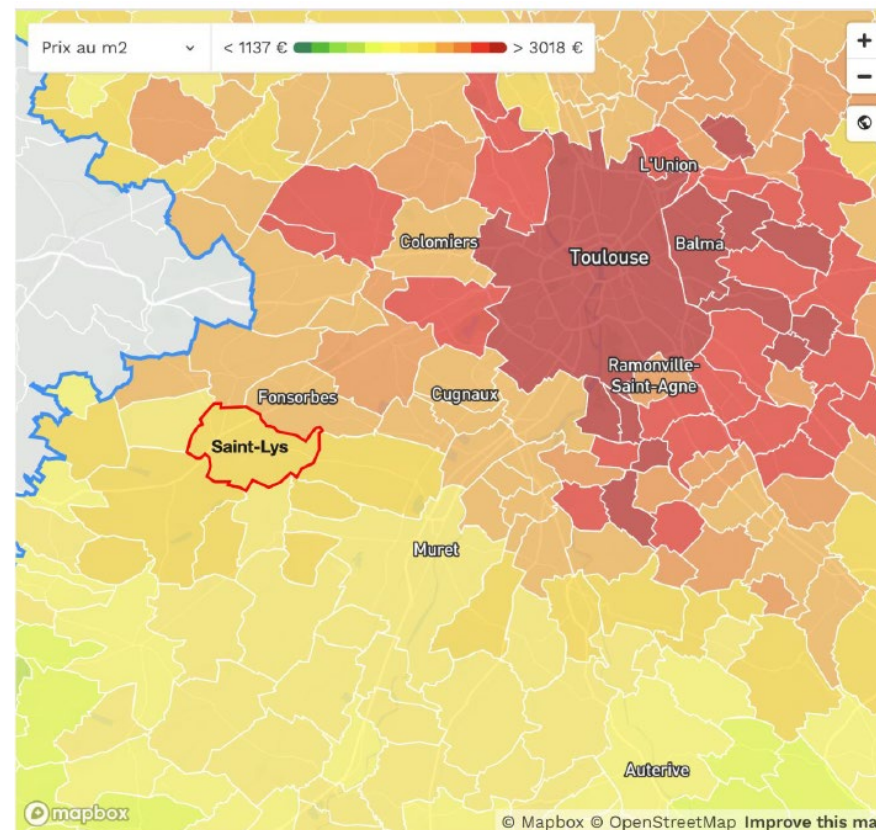 Prix au m2
< 1137 €
> 3018 €
+
−
L'Union
Colomiers
Toulouse
Balma
Ramonville-
Saint-Agne
Fonsorbes
Cugnaux
Saint-Lys
Muret
Auterive
mapbox
© Mapbox © OpenStreetMap Improve this ma